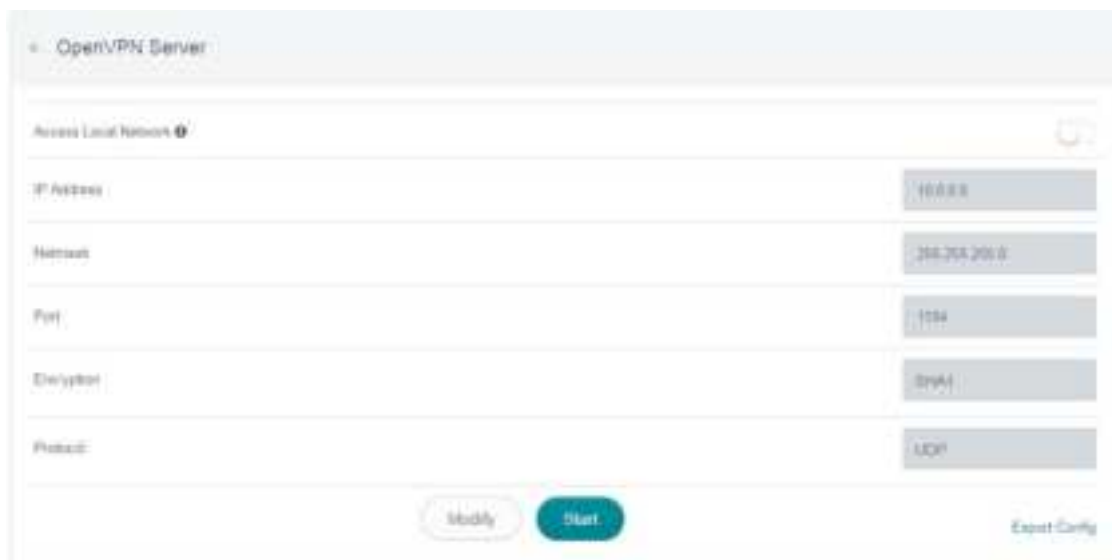 OpenVPN Server
Access Local Network
IP Address
10.8.0.0
Netmask
255.255.255.0
Port
1194
Encryption
SHA1
Protocol
UDP
Modify
Start
Export Config